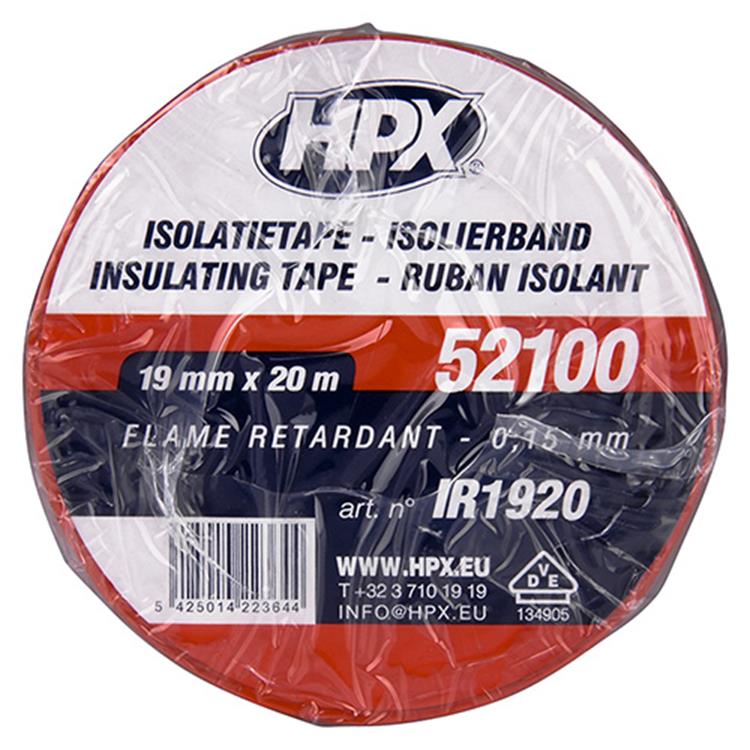 HPX®
ISOLATIETAPE - ISOLIERBAND
INSULATING TAPE - RUBAN ISOLANT
52100
19 mm x 20 m
FLAME RETARDANT - 0,15 mm
art. n° IR1920
WWW.HPX.EU
T +32 3 710 19 19
INFO@HPX.EU
5 425014 223644
VDE
134905